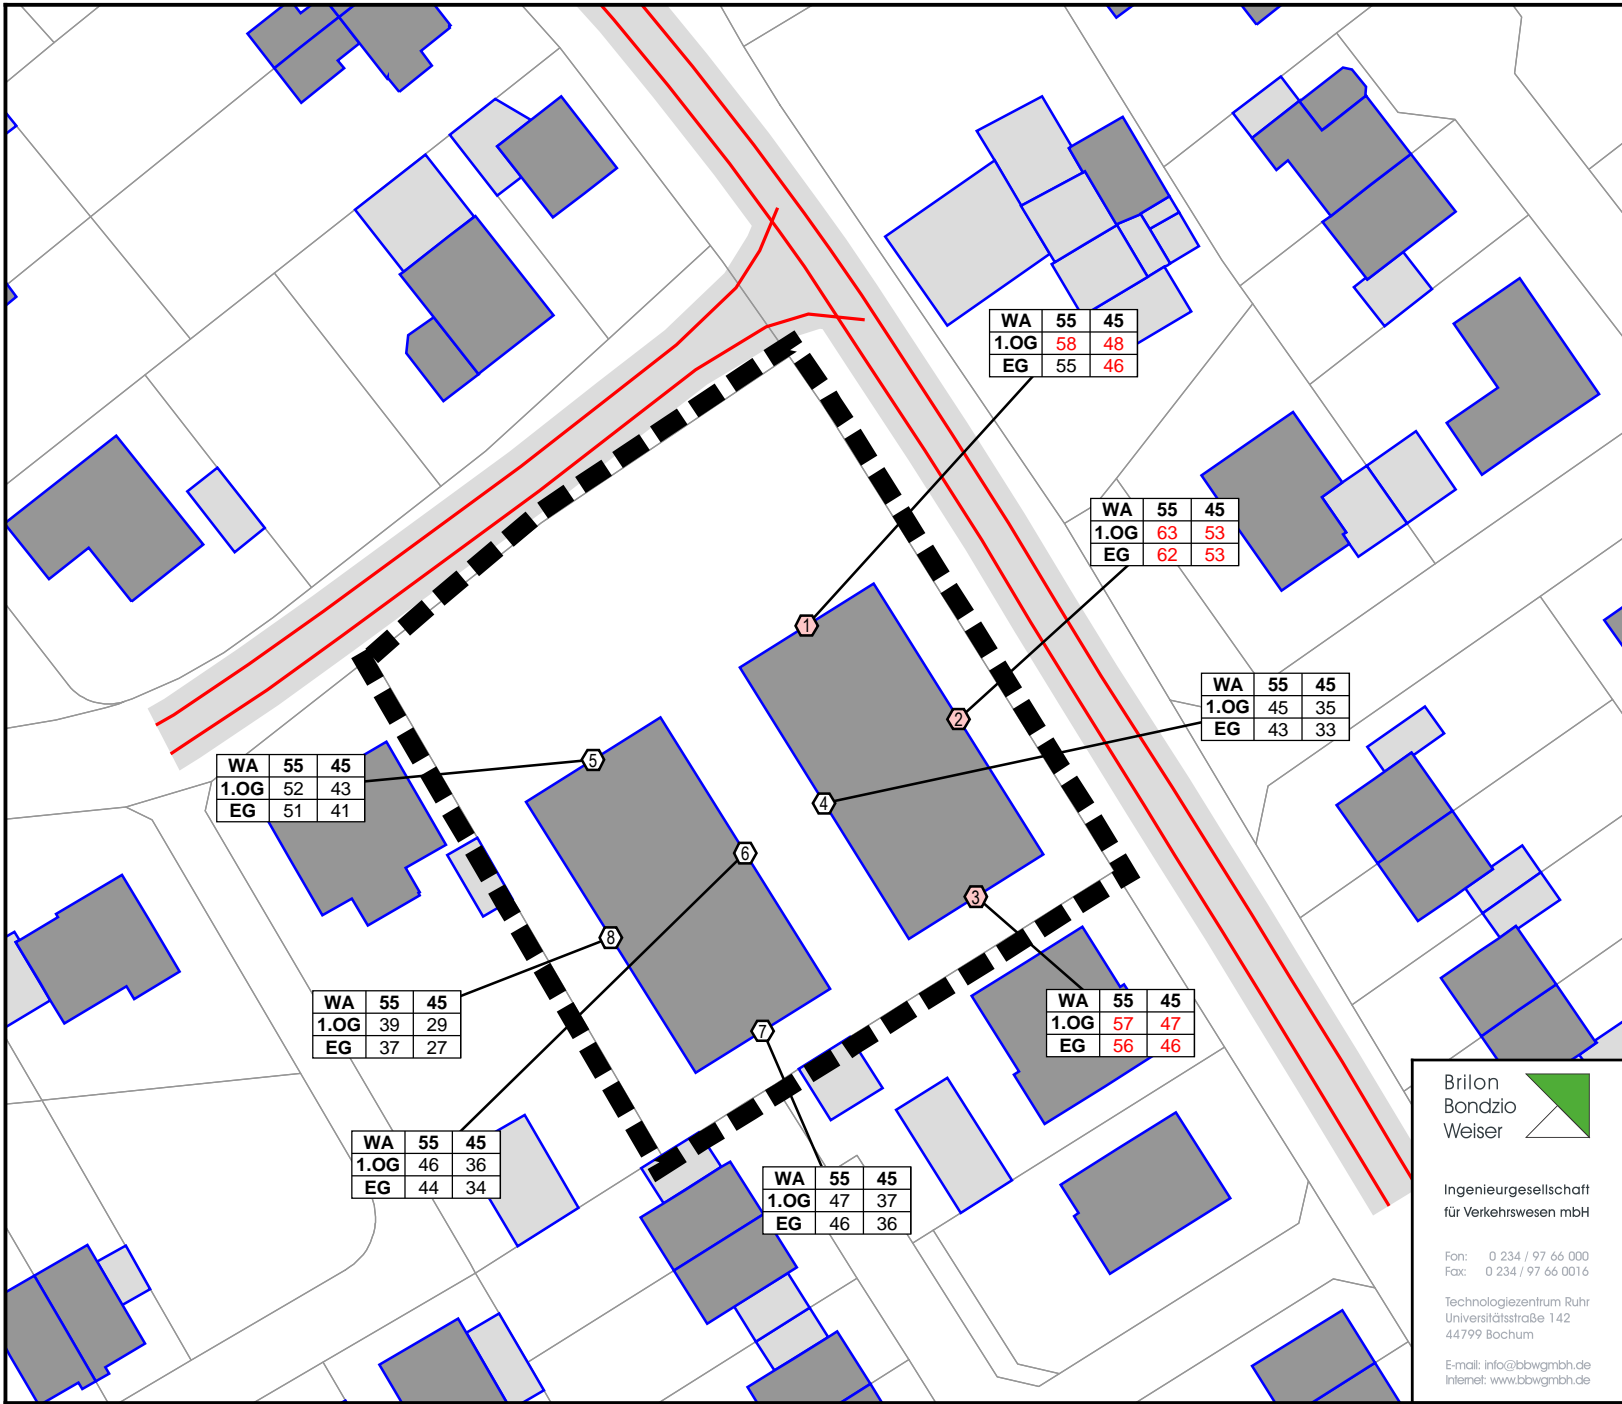 WA 55 45
1.OG 58 48
EG 55 46
WA 55 45
1.OG 63 53
EG 62 53
1
WA 55 45
1.OG 45 35
EG 43 33
2
5
WA 55 45
1.OG 52 43
EG 51 41
4
6
3
8
WA 55 45
1.OG 39 29
EG 37 27
WA 55 45
1.OG 57 47
EG 56 46
7
WA 55 45
1.OG 46 36
EG 44 34
WA 55 45
1.OG 47 37
EG 46 36
Brilon
Bondzio
Weiser
Ingenieurgesellschaft
für Verkehrswesen mbH
Fon: 0 234 / 97 66 000
Fax: 0 234 / 97 66 0016
Technologiezentrum Ruhr
Universitätsstraße 142
44799 Bochum
E-mail: info@bbwgmbh.de
Internet: www.bbwgmbh.de